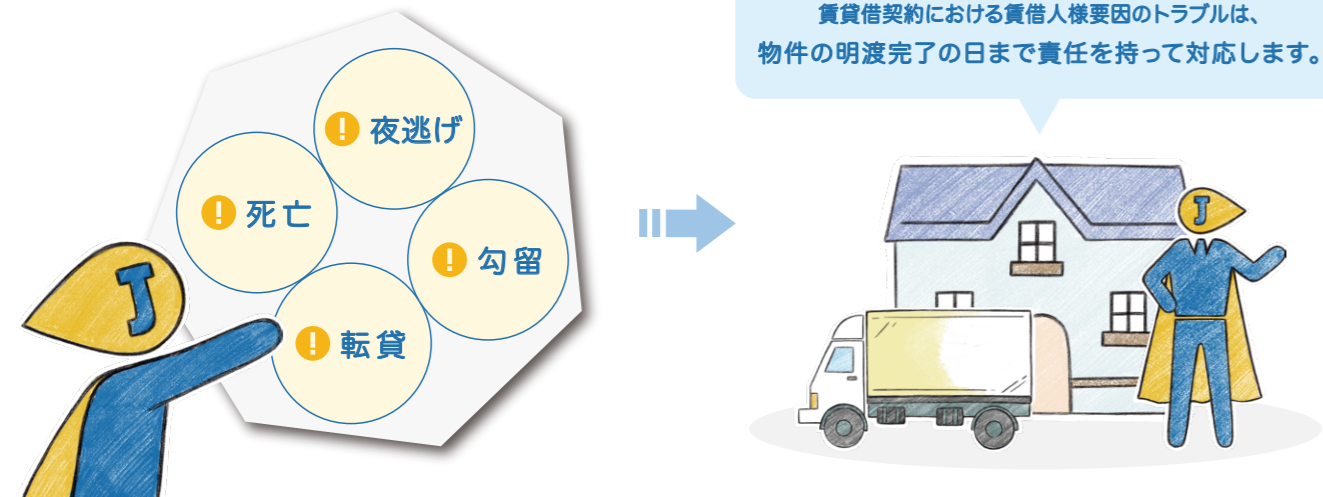 賃貸借契約における賃借人様要因のトラブルは、
物件の明渡完了の日まで責任を持って対応します。
! 夜逃げ
! 死亡
! 勾留
! 転貸
J
J